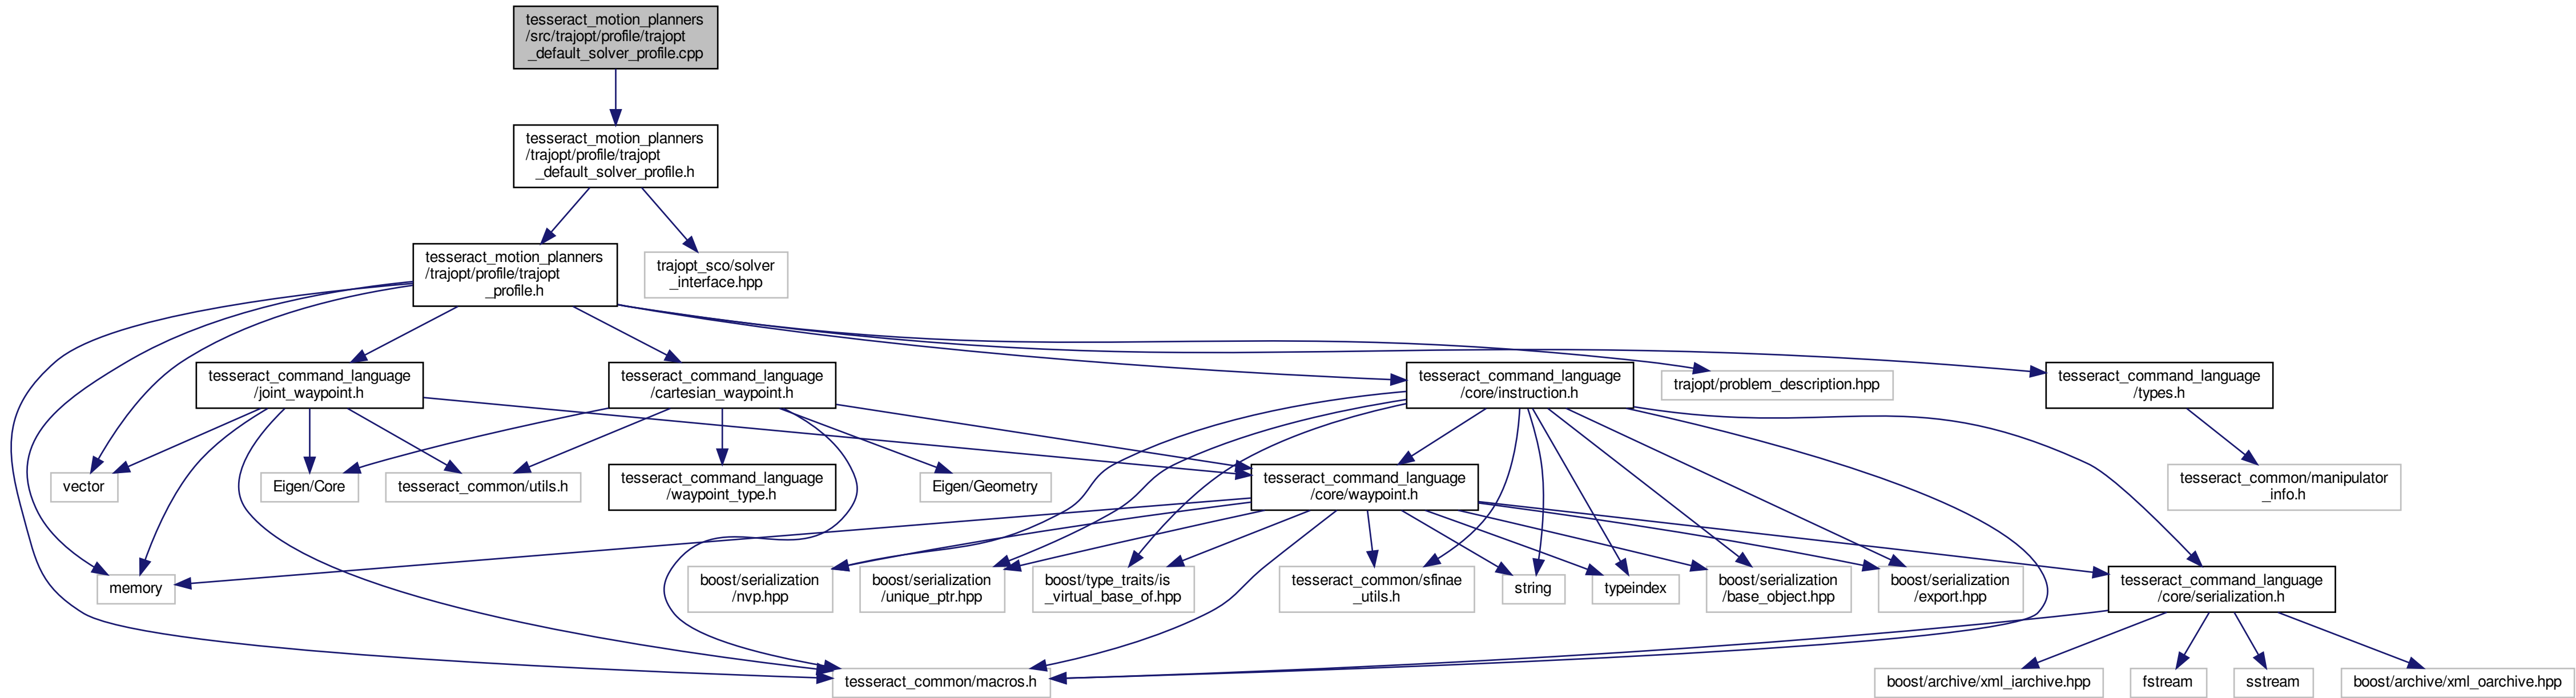 tesseract_motion_planners
/src/trajopt/profile/trajopt
_default_solver_profile.cpp
tesseract_motion_planners
/trajopt/profile/trajopt
_default_solver_profile.h
tesseract_motion_planners
/trajopt/profile/trajopt
_profile.h
trajopt_sco/solver
_interface.hpp
tesseract_command_language
/joint_waypoint.h
tesseract_command_language
/cartesian_waypoint.h
tesseract_command_language
/core/instruction.h
trajopt/problem_description.hpp
tesseract_command_language
/types.h
vector
Eigen/Core
tesseract_common/utils.h
tesseract_command_language
/waypoint_type.h
Eigen/Geometry
tesseract_command_language
/core/waypoint.h
tesseract_common/manipulator
_info.h
memory
boost/serialization
/nvp.hpp
boost/serialization
/unique_ptr.hpp
boost/type_traits/is
_virtual_base_of.hpp
tesseract_common/sfinae
_utils.h
string
typeindex
boost/serialization
/base_object.hpp
boost/serialization
/export.hpp
tesseract_command_language
/core/serialization.h
tesseract_common/macros.h
boost/archive/xml_iarchive.hpp
fstream
sstream
boost/archive/xml_oarchive.hpp